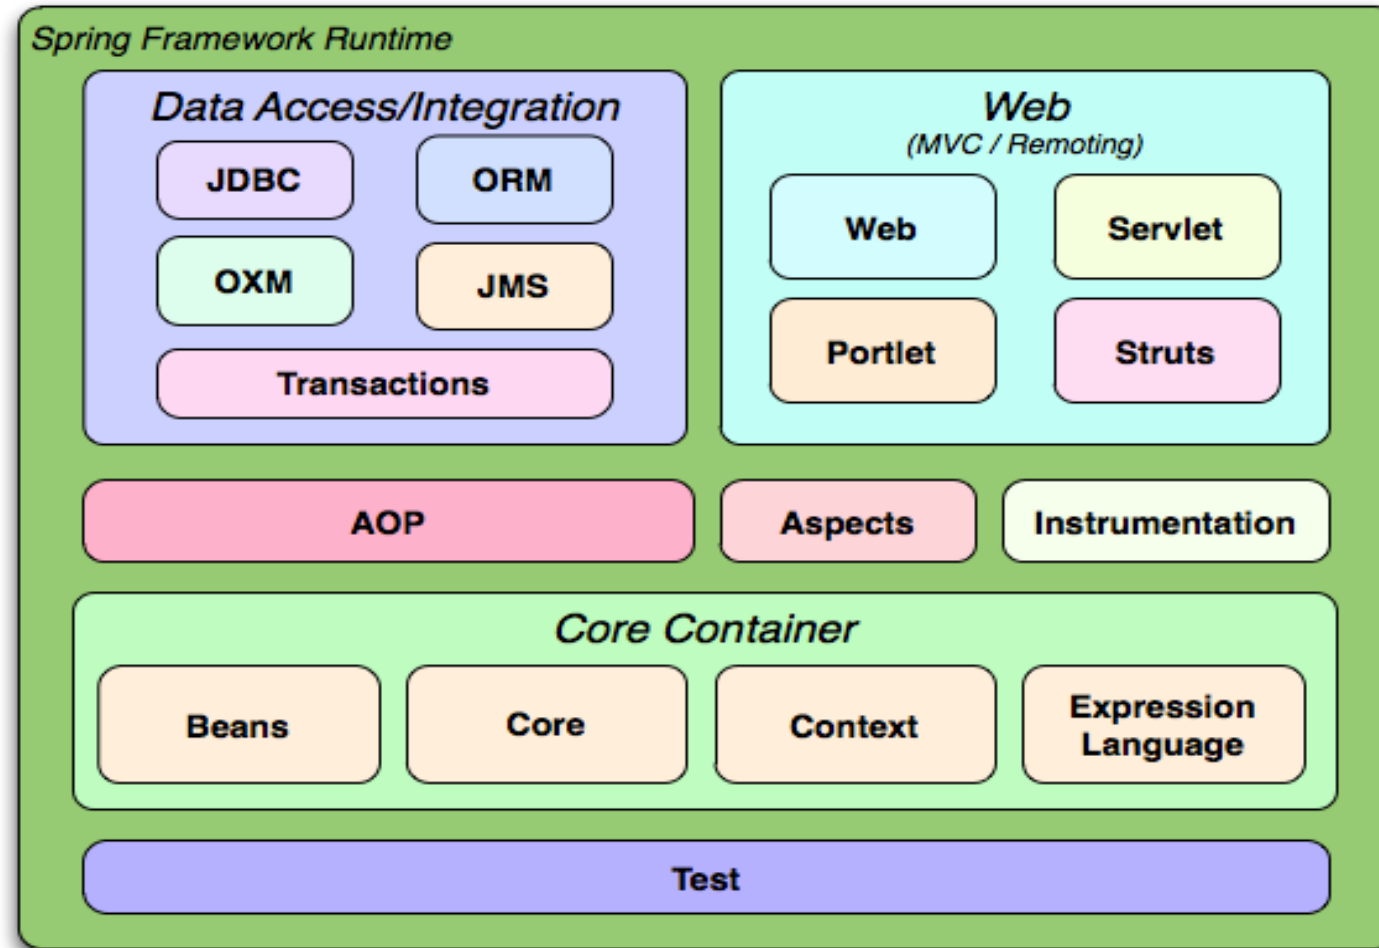 Spring Framework Runtime
Data Access/Integration
JDBC
ORM
OXM
JMS
Transactions
Web
(MVC / Remoting)
Web
Servlet
Portlet
Struts
AOP
Aspects
Instrumentation
Core Container
Beans
Core
Context
Expression
Language
Test